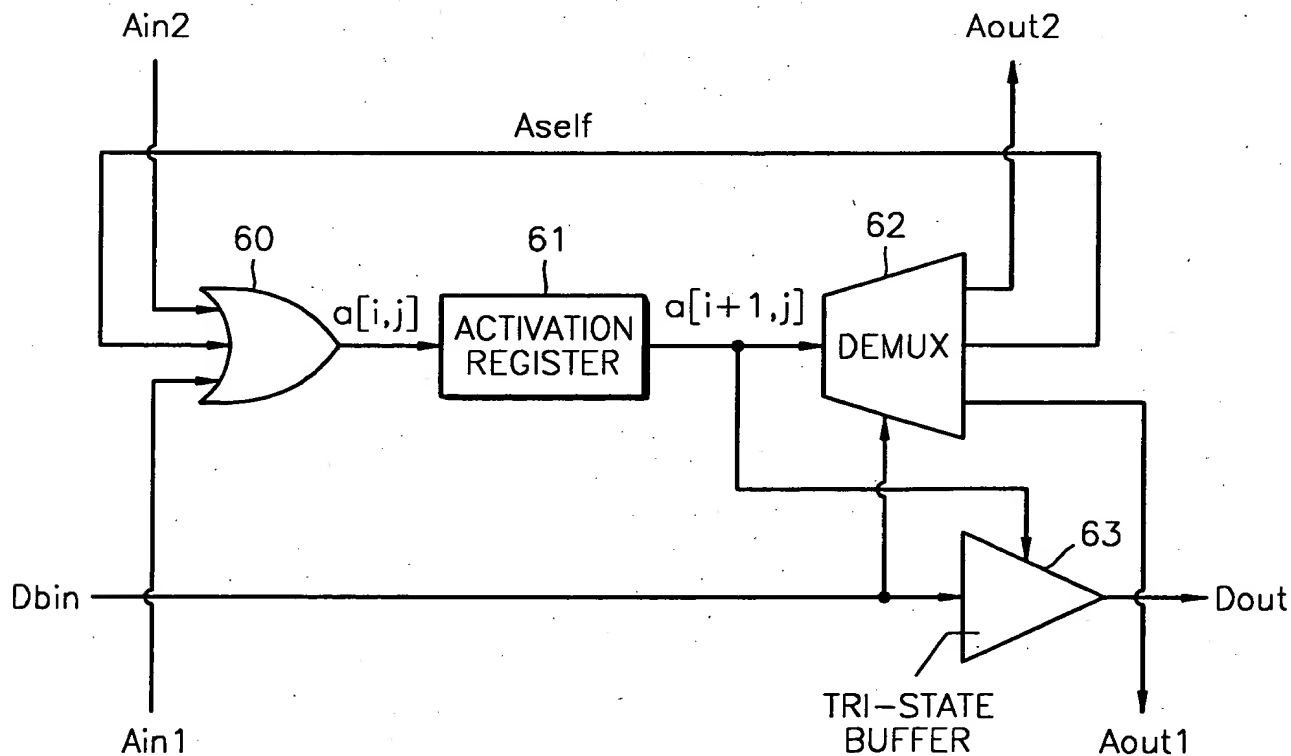 Ain2
Aout2
Aself
60
61
62
a[i,j]
ACTIVATION
REGISTER
a[i+1,j]
DEMUX
63
Dbin
Dout
TRI-STATE
BUFFER
Ain1
Aout1